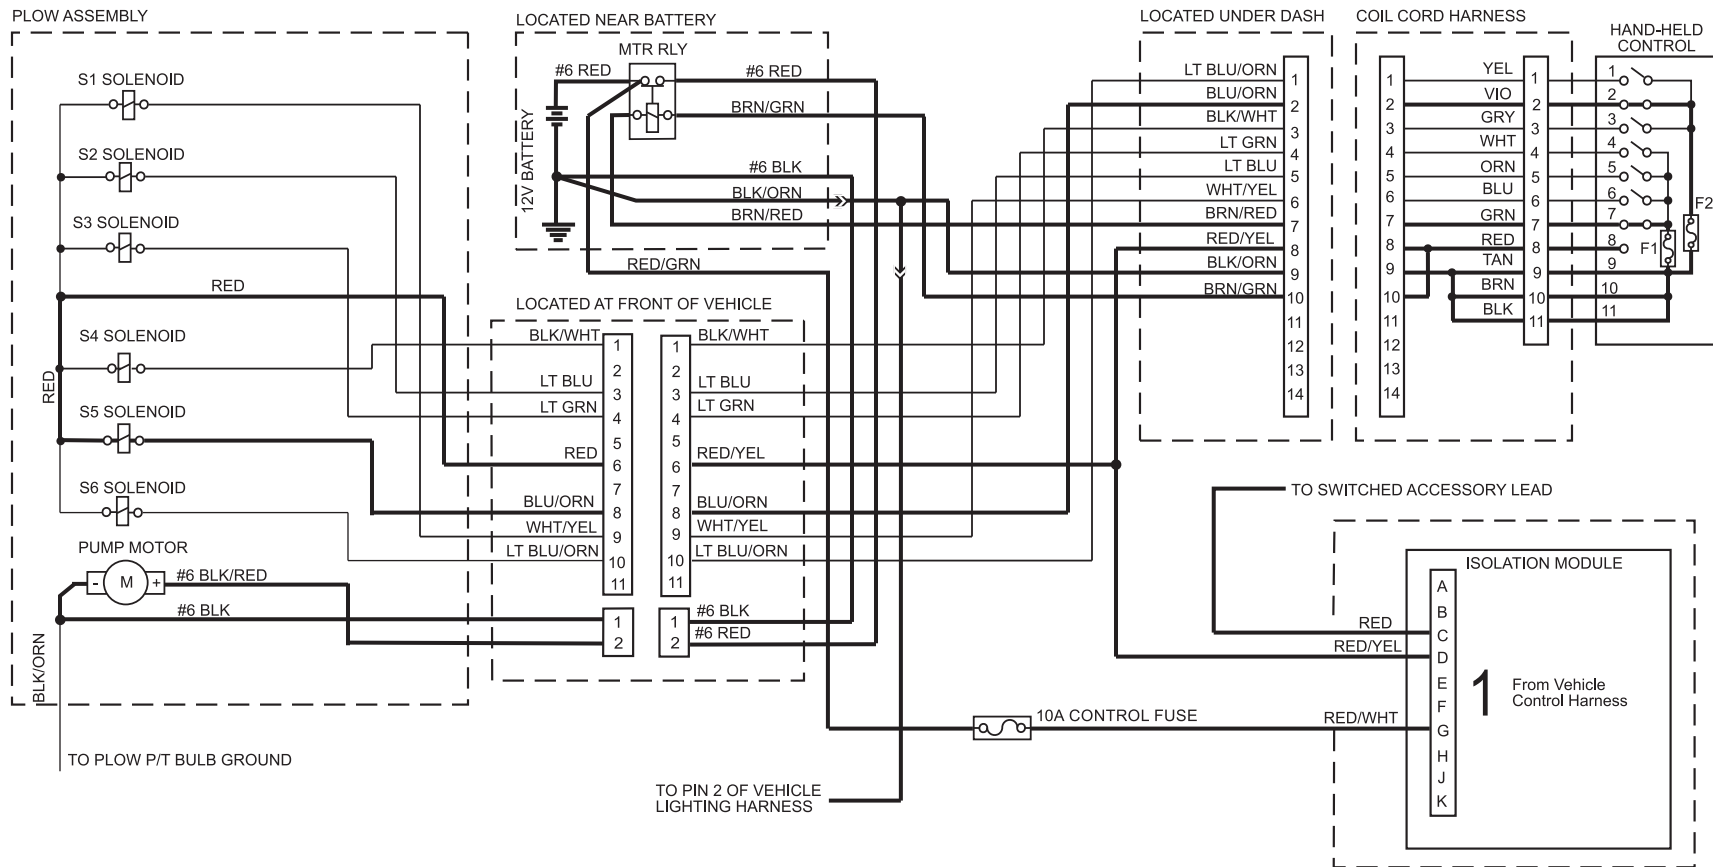 PLOW ASSEMBLY
S1 SOLENOID
S2 SOLENOID
S3 SOLENOID
RED
S4 SOLENOID
RED
S5 SOLENOID
S6 SOLENOID
PUMP MOTOR
- M +
#6 BLK/RED
#6 BLK
BLK/ORN
TO PLOW P/T BULB GROUND
LOCATED NEAR BATTERY
MTR RLY
#6 RED
#6 RED
BRN/GRN
12V BATTERY
#6 BLK
BLK/ORN
BRN/RED
RED/GRN
LOCATED AT FRONT OF VEHICLE
BLK/WHT 1 1 BLK/WHT
2 2
LT BLU 3 3 LT BLU
LT GRN 4 4 LT GRN
5 5
RED 6 6 RED/YEL
7 7
BLU/ORN 8 8 BLU/ORN
WHT/YEL 9 9 WHT/YEL
LT BLU/ORN 10 10 LT BLU/ORN
11 11
1 1 #6 BLK
2 2 #6 RED
LOCATED UNDER DASH
LT BLU/ORN 1
BLU/ORN 2
BLK/WHT 3
LT GRN 4
LT BLU 5
WHT/YEL 6
BRN/RED 7
RED/YEL 8
BLK/ORN 9
BRN/GRN 10
11
12
13
14
COIL CORD HARNESS
1 YEL 1
2 VIO 2
3 GRY 3
4 WHT 4
5 ORN 5
6 BLU 6
7 GRN 7
8 RED 8
9 TAN 9
10 BRN 10
11 BLK 11
12
13
14
HAND-HELD
CONTROL
1
2
3
4
5
6
7
8
9
10
11
F1
F2
TO SWITCHED ACCESSORY LEAD
ISOLATION MODULE
A
B
RED C
RED/YEL D
E
F
RED/WHT G
H
J
K
1 From Vehicle
Control Harness
10A CONTROL FUSE
TO PIN 2 OF VEHICLE
LIGHTING HARNESS